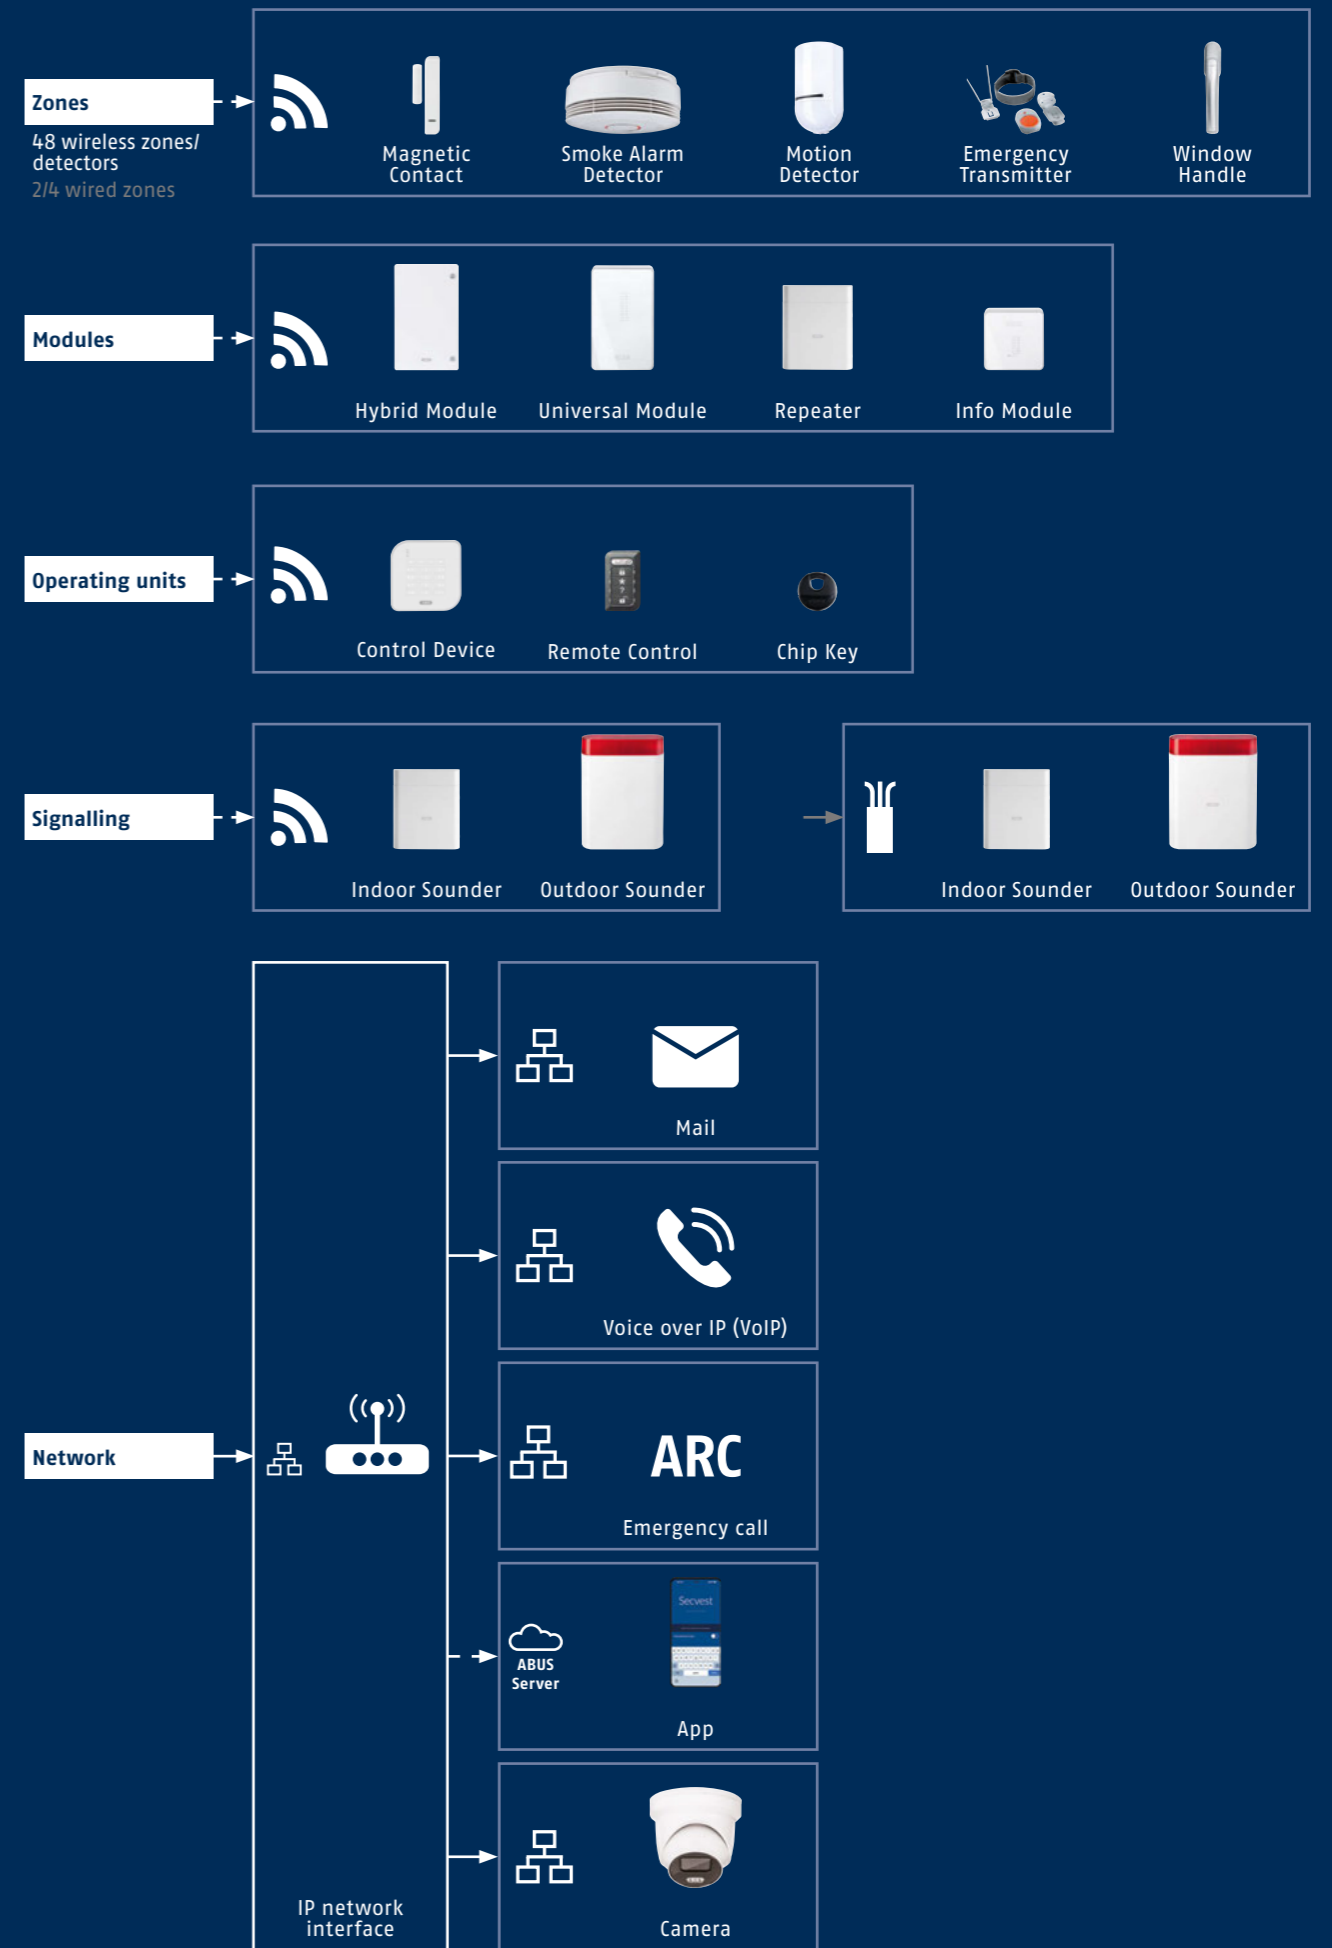 Zones
48 wireless zones/
detectors
2/4 wired zones
Magnetic
Contact
Smoke Alarm
Detector
Motion
Detector
Emergency
Transmitter
Window
Handle
Modules
Hybrid Module
Universal Module
Repeater
Info Module
Operating units
Control Device
Remote Control
Chip Key
Signalling
Indoor Sounder
Outdoor Sounder
Indoor Sounder
Outdoor Sounder
Network
IP network
interface
Mail
Voice over IP (VoIP)
ARC
Emergency call
ABUS
Server
Secvest
App
Camera